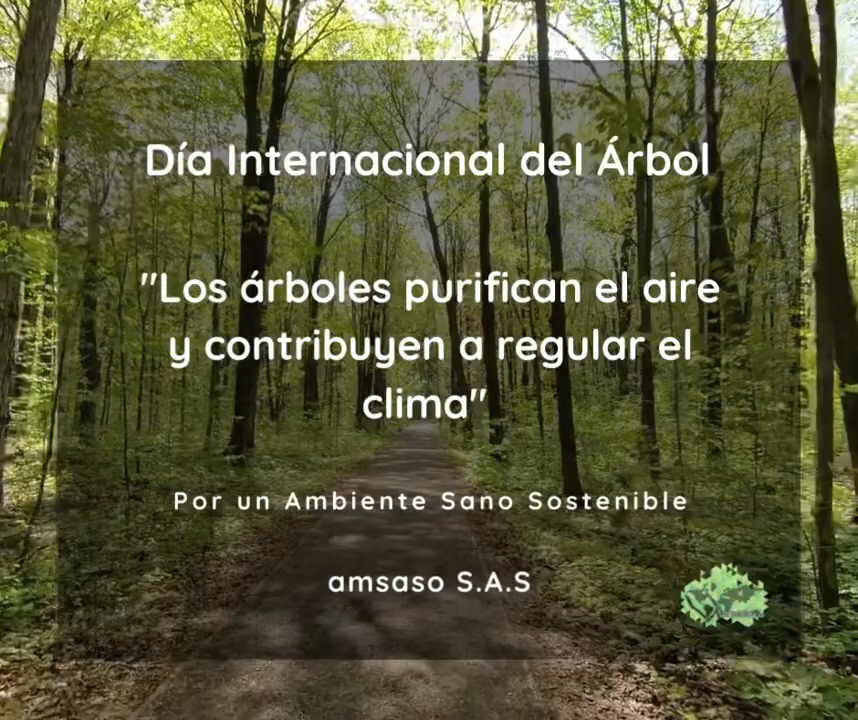 Día Internacional del Árbol
"Los árboles purifican el aire
y contribuyen a regular el
clima"
Por un Ambiente Sano Sostenible
amsaso S.A.S